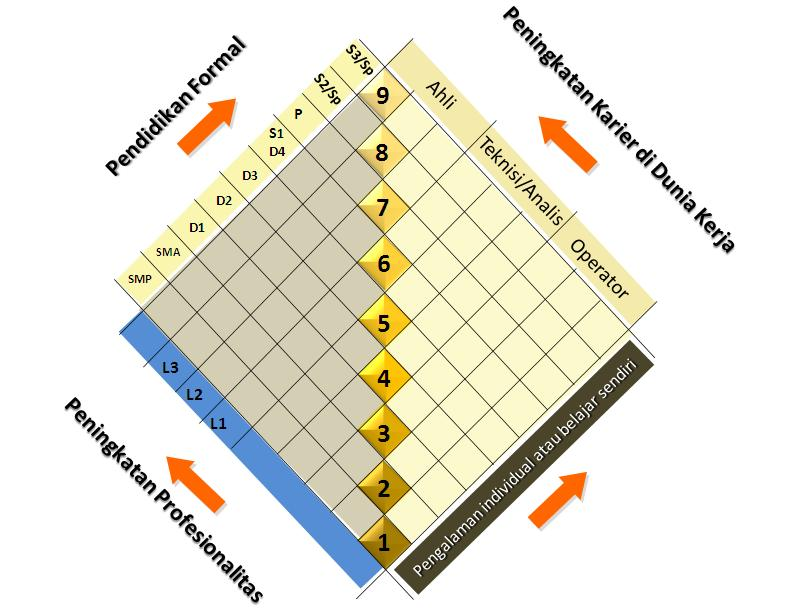 Pendidikan Formal
Peningkatan Karier di Dunia Kerja
S3/Sp
S2/Sp
P
S1
D4
D3
D2
D1
SMA
SMP
Ahli
Teknisi/Analis
Operator
9
8
7
6
5
4
3
2
1
L3
L2
L1
Peningkatan Profesionalitas
Pengalaman individual atau belajar sendiri